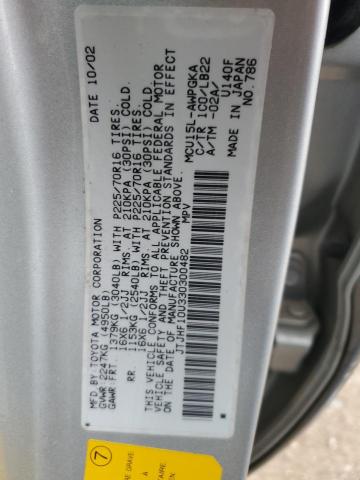 MFD.BY TOYOTA MOTOR CORPORATION DATE 10/02
GVWR 2247KG (4950LB)
GAWR FRT. 1379KG (3040LB) WITH P225/70R16 TIRES.
16X6 1/2JJ RIMS. AT 210KPA (30PSI) COLD.
RR. 1153KG (2540LB) WITH P225/70R16 TIRES.
16X6 1/2JJ RIMS. AT 210KPA (30PSI) COLD.
THIS VEHICLE CONFORMS TO ALL APPLICABLE FEDERAL MOTOR
VEHICLE SAFETY AND THEFT PREVENTION STANDARDS IN EFFECT
ON THE DATE OF MANUFACTURE SHOWN ABOVE.
JTJHF10U330300482 MPV
MCU15L-AWPGKA
C/TR 1C0/LB22
A/TM -02A/
U140F
MADE IN JAPAN
NO.786
7
GRAVE.
À